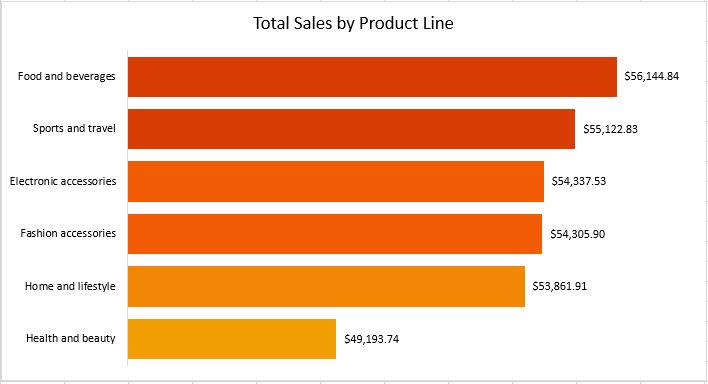 Total Sales by Product Line
Food and beverages $56,144.84
Sports and travel $55,122.83
Electronic accessories $54,337.53
Fashion accessories $54,305.90
Home and lifestyle $53,861.91
Health and beauty $49,193.74